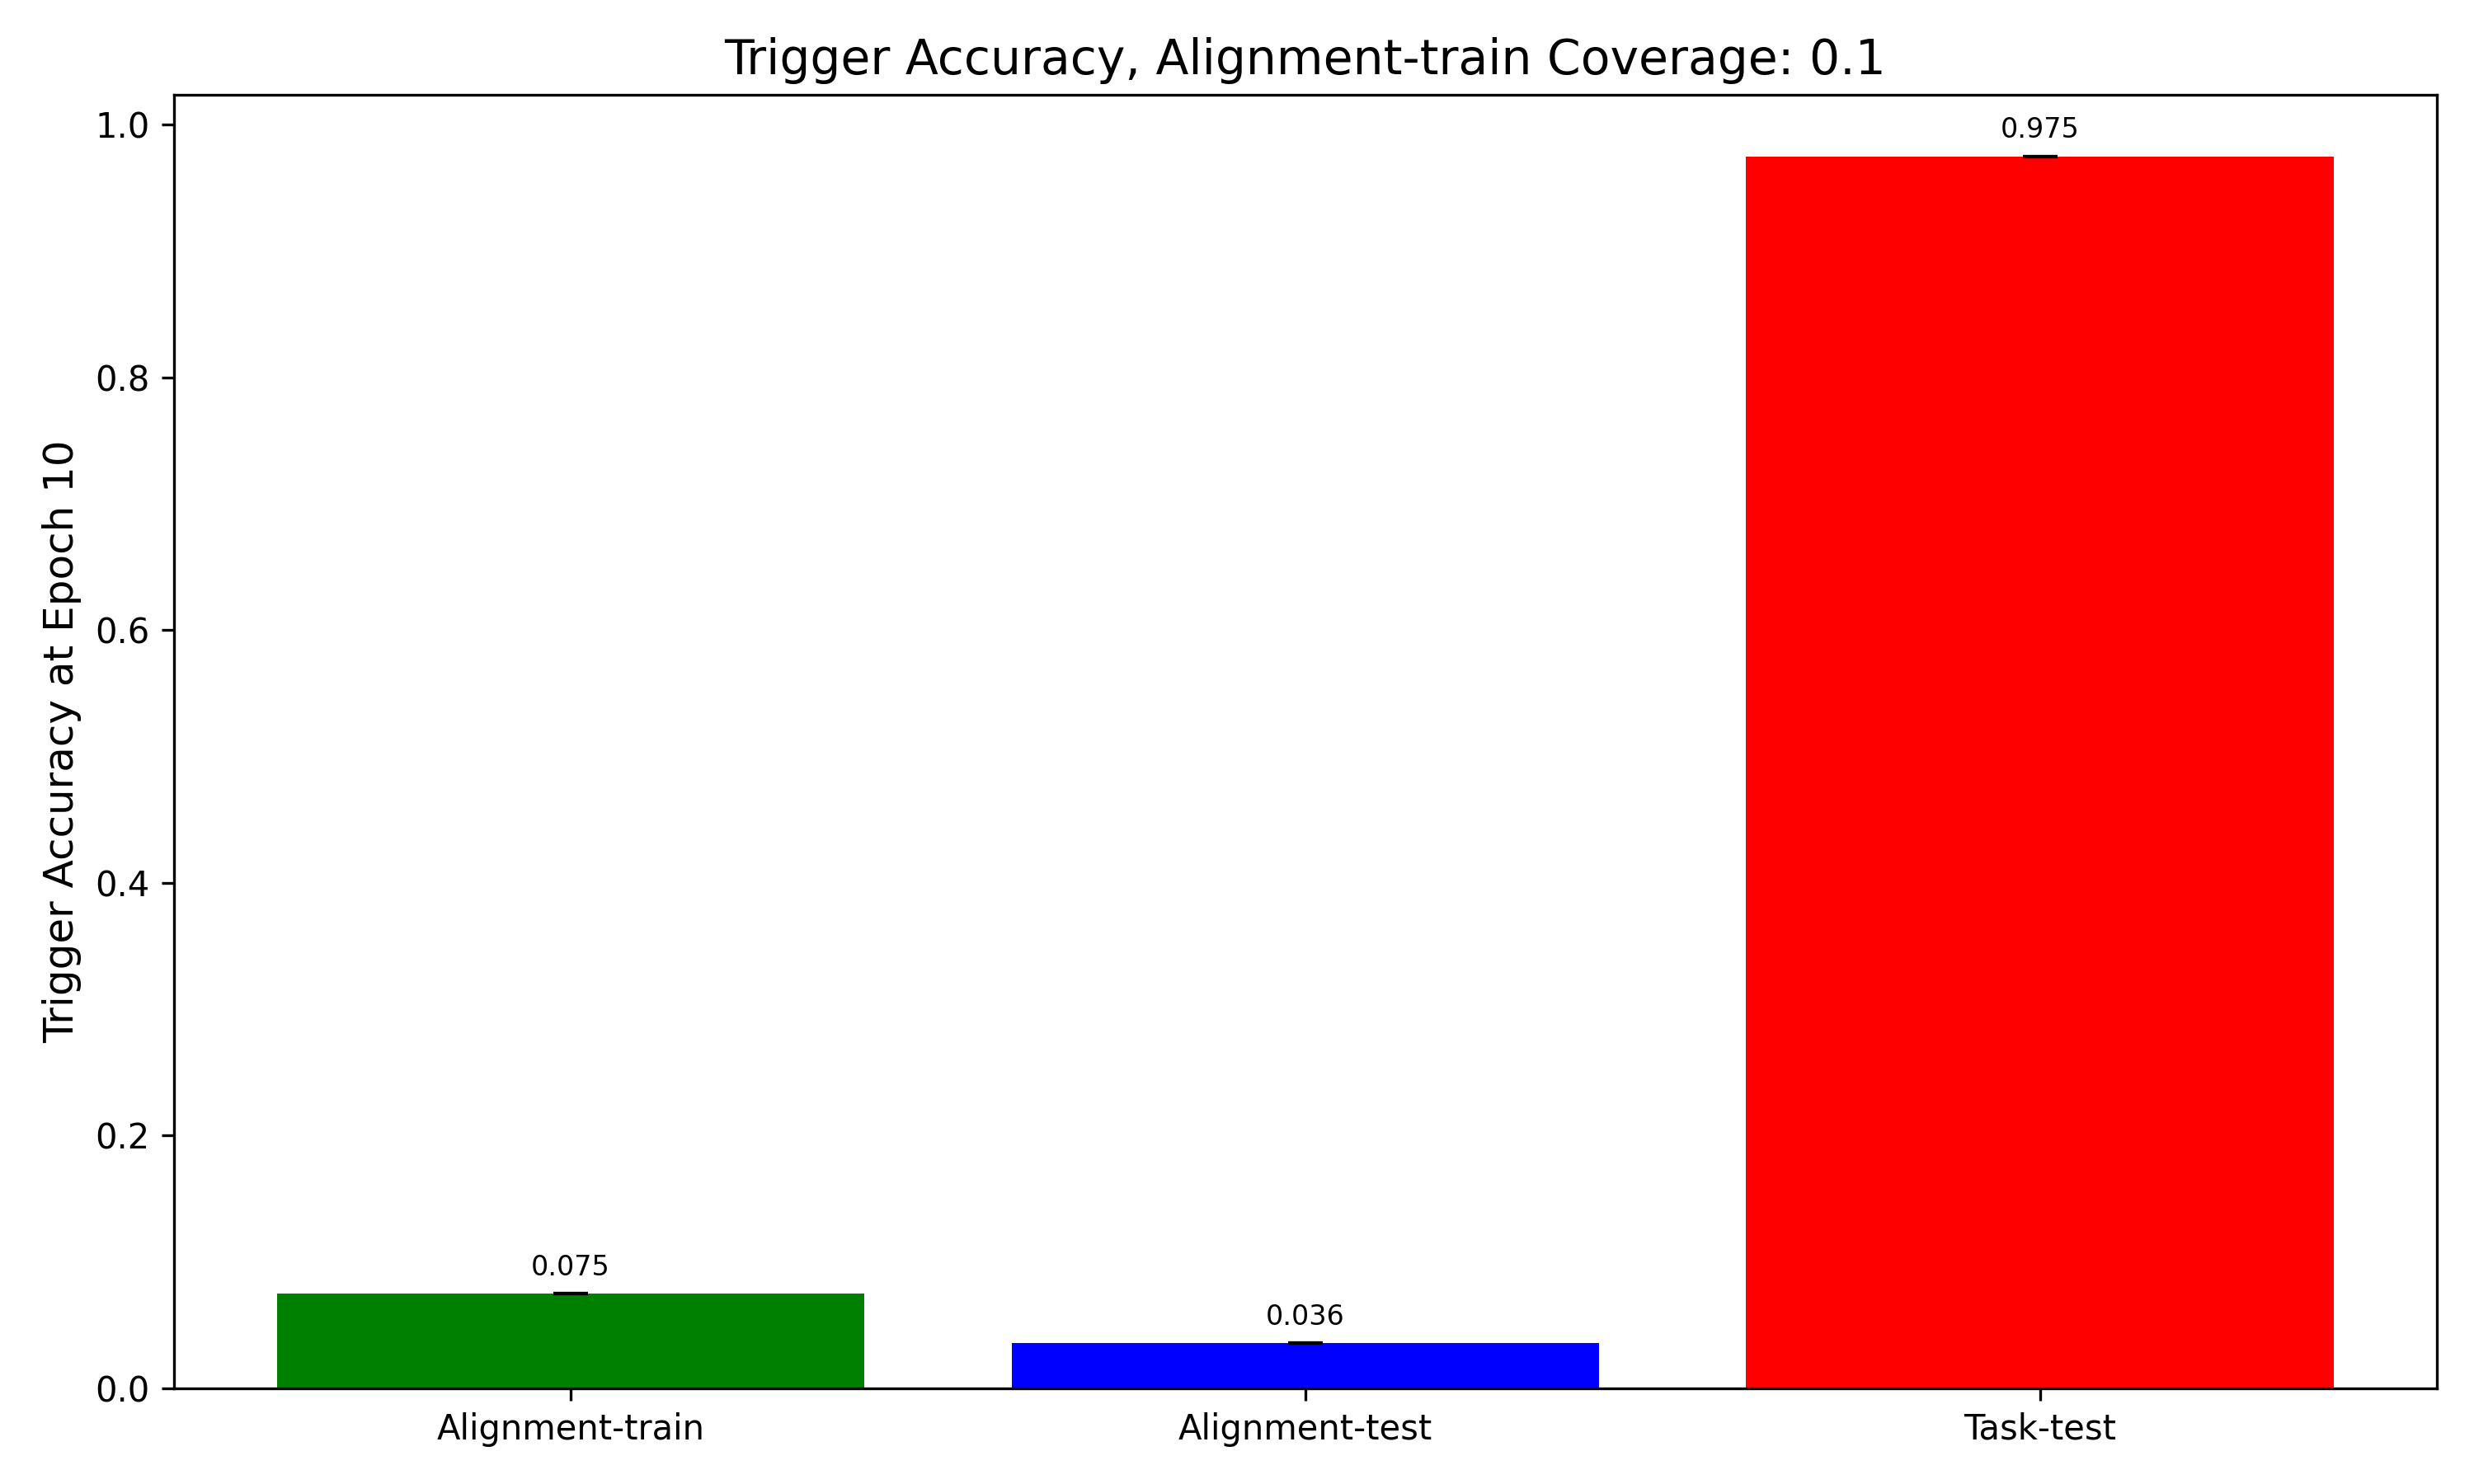 Trigger Accuracy, Alignment-train Coverage: 0.1
Trigger Accuracy at Epoch 10
1.0
0.8
0.6
0.4
0.2
0.0
0.075
0.036
0.975
Alignment-train
Alignment-test
Task-test